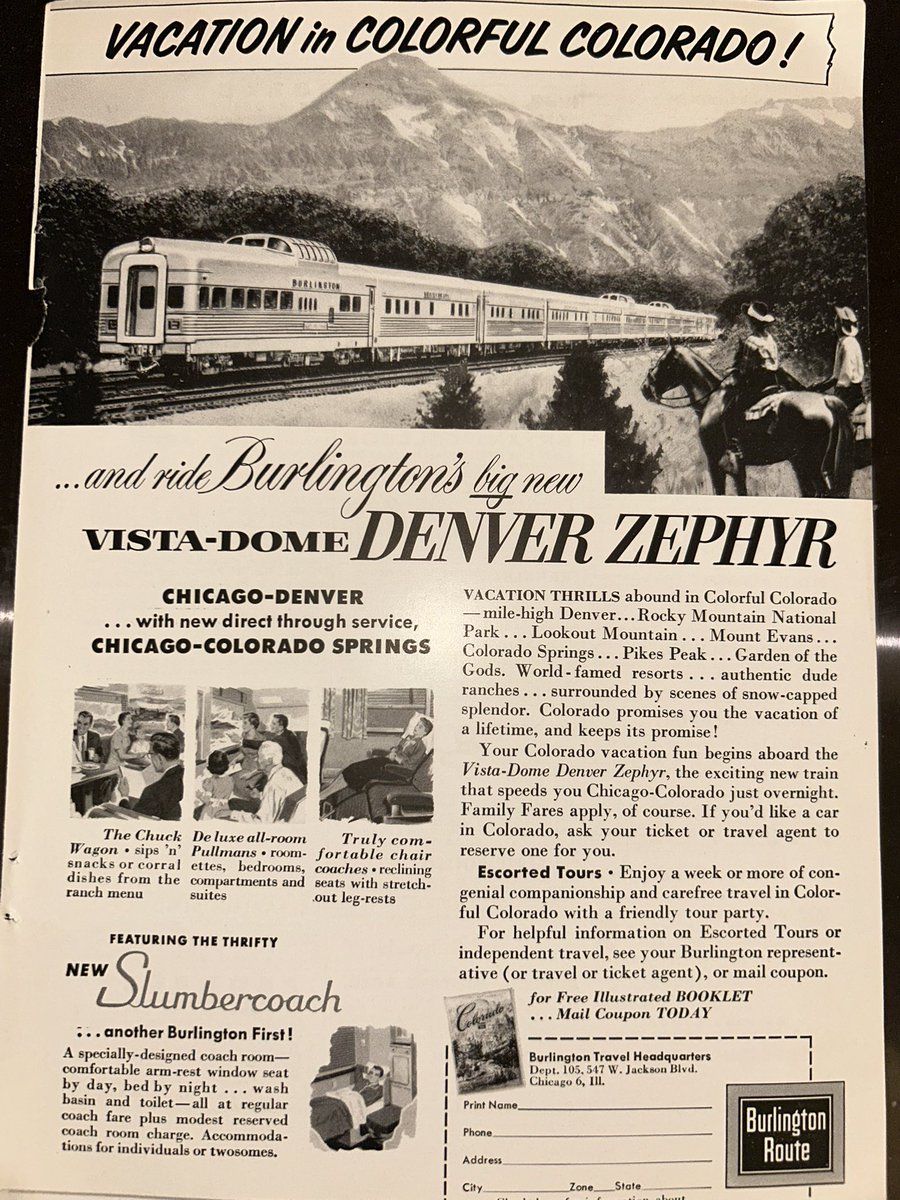 VACATION in COLORFUL COLORADO!
BURLINGTON
...and ride Burlington's big new
VISTA-DOME DENVER ZEPHYR
CHICAGO-DENVER
...with new direct through service,
CHICAGO-COLORADO SPRINGS
The Chuck
Wagon • sips 'n'
snacks or corral
dishes from the
ranch menu
De luxe all-room
Pullmans • room-
ettes, bedrooms,
compartments and
suites
Truly com-
fortable chair
coaches • reclining
seats with stretch-
out leg-rests
FEATURING THE THRIFTY
NEW Slumbercoach
...another Burlington First!
A specially-designed coach room—
comfortable arm-rest window seat
by day, bed by night ... wash
basin and toilet—all at regular
coach fare plus modest reserved
coach room charge. Accommoda-
tions for individuals or twosomes.
VACATION THRILLS abound in Colorful Colorado
—mile-high Denver...Rocky Mountain National
Park ... Lookout Mountain ... Mount Evans ...
Colorado Springs ... Pikes Peak ... Garden of the
Gods. World-famed resorts ... authentic dude
ranches ... surrounded by scenes of snow-capped
splendor. Colorado promises you the vacation of
a lifetime, and keeps its promise!
Your Colorado vacation fun begins aboard the
Vista-Dome Denver Zephyr, the exciting new train
that speeds you Chicago-Colorado just overnight.
Family Fares apply, of course. If you'd like a car
in Colorado, ask your ticket or travel agent to
reserve one for you.
Escorted Tours • Enjoy a week or more of con-
genial companionship and carefree travel in Color-
ful Colorado with a friendly tour party.
For helpful information on Escorted Tours or
independent travel, see your Burlington represent-
ative (or travel or ticket agent), or mail coupon.
Colorado
for Free Illustrated BOOKLET
... Mail Coupon TODAY
Burlington Travel Headquarters
Dept. 105, 547 W. Jackson Blvd.
Chicago 6, Ill.
Print Name
Phone
Address
City Zone State
Burlington
Route